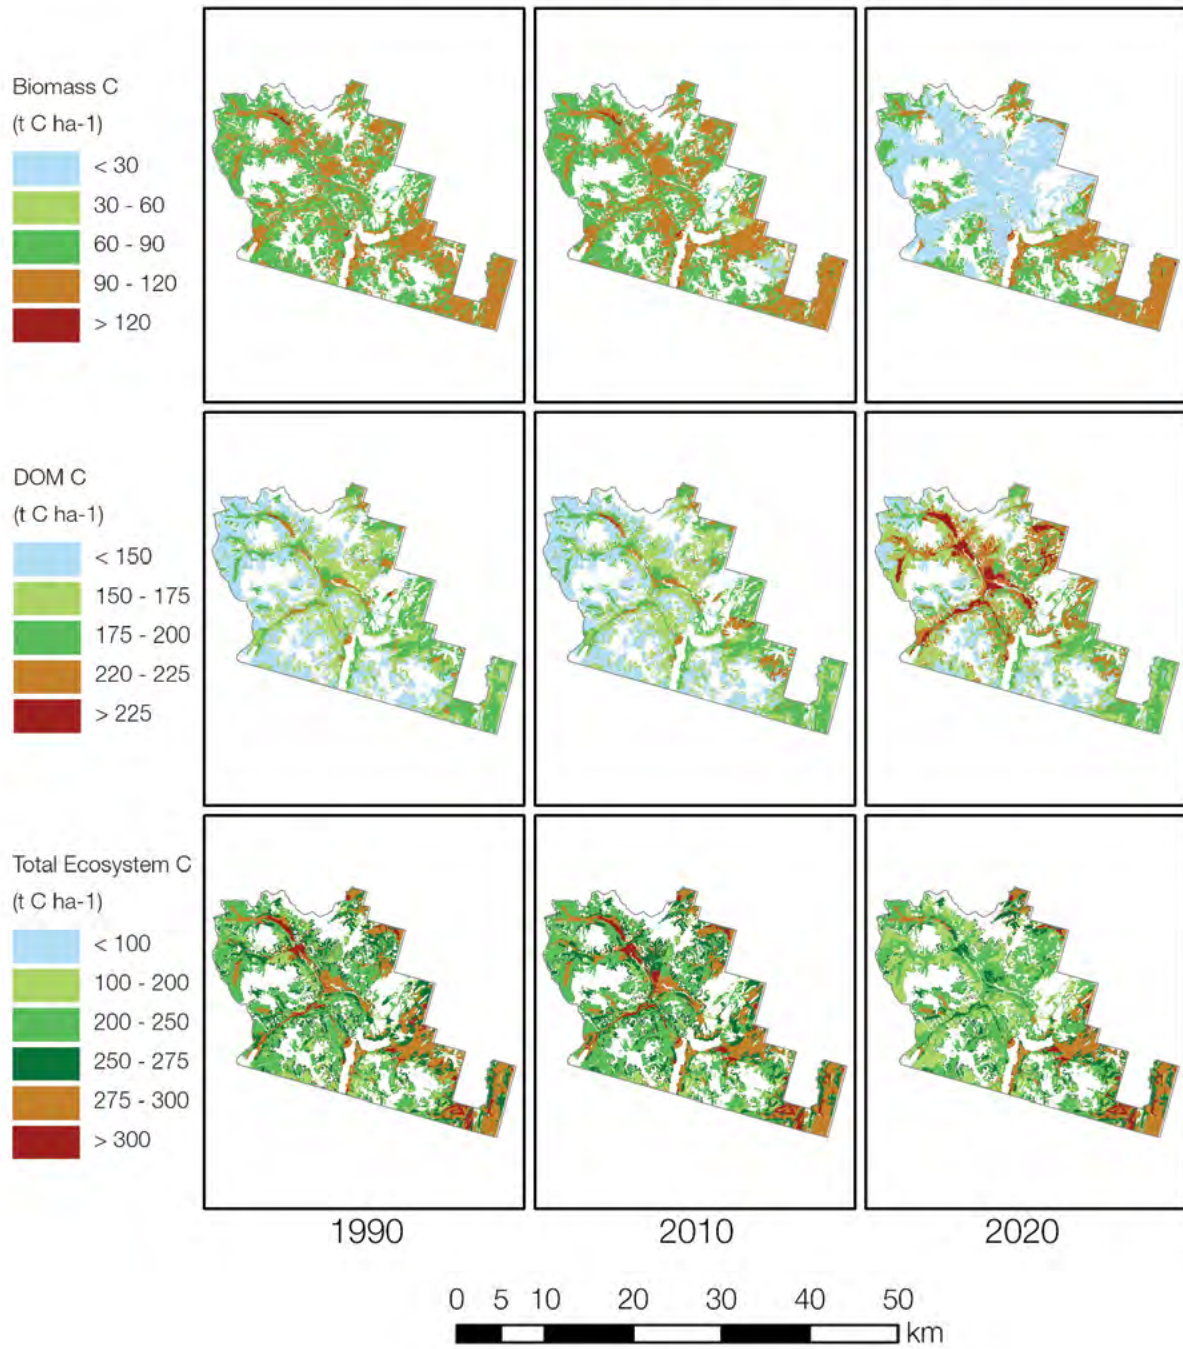 Biomass C
(t C ha-1)
< 30
30 - 60
60 - 90
90 - 120
> 120
DOM C
(t C ha-1)
< 150
150 - 175
175 - 200
220 - 225
> 225
Total Ecosystem C
(t C ha-1)
< 100
100 - 200
200 - 250
250 - 275
275 - 300
> 300
1990 2010 2020
0 5 10 20 30 40 50
km